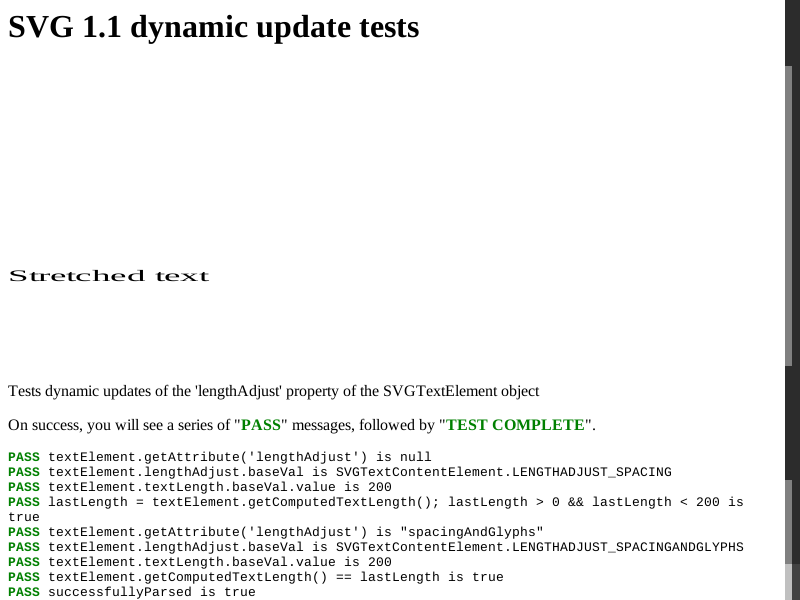 SVG 1.1 dynamic update tests
Stretched text
Tests dynamic updates of the 'lengthAdjust' property of the SVGTextElement object
On success, you will see a series of "PASS" messages, followed by "TEST COMPLETE".
PASS textElement.getAttribute('lengthAdjust') is null
PASS textElement.lengthAdjust.baseVal is SVGTextContentElement.LENGTHADJUST_SPACING
PASS textElement.textLength.baseVal.value is 200
PASS lastLength = textElement.getComputedTextLength(); lastLength > 0 && lastLength < 200 is
true
PASS textElement.getAttribute('lengthAdjust') is "spacingAndGlyphs"
PASS textElement.lengthAdjust.baseVal is SVGTextContentElement.LENGTHADJUST_SPACINGANDGLYPHS
PASS textElement.textLength.baseVal.value is 200
PASS textElement.getComputedTextLength() == lastLength is true
PASS successfullyParsed is true